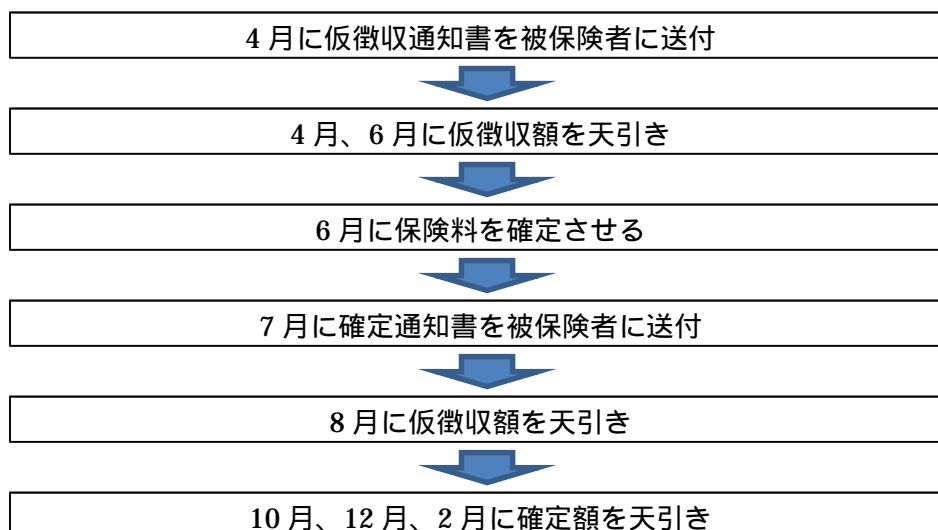 4月に仮徴収通知書を被保険者に送付
4月、6月に仮徴収額を天引き
6月に保険料を確定させる
7月に確定通知書を被保険者に送付
8月に仮徴収額を天引き
10月、12月、2月に確定額を天引き